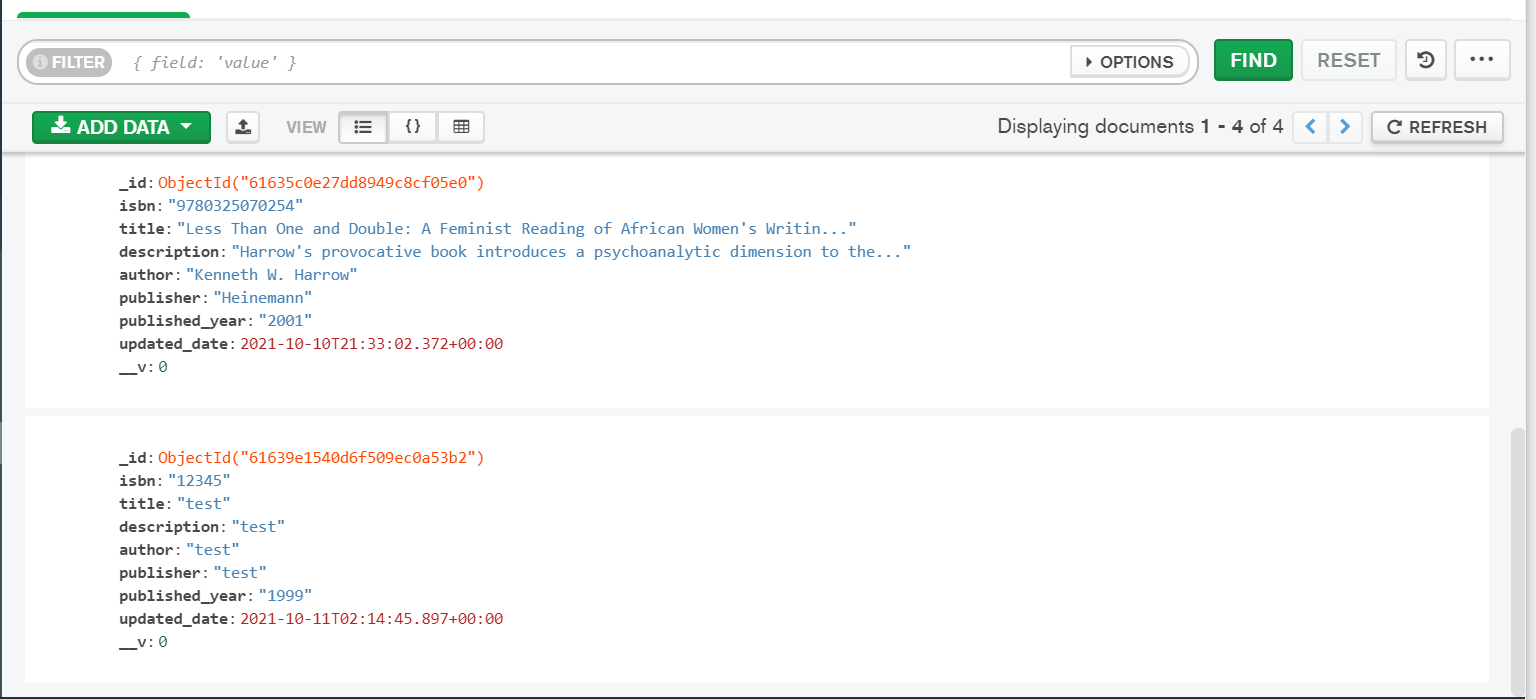 FILTER { field: 'value' } OPTIONS FIND RESET ...
ADD DATA VIEW {} Displaying documents 1 - 4 of 4 REFRESH
_id: ObjectId("61635c0e27dd8949c8cf05e0")
isbn: "9780325070254"
title: "Less Than One and Double: A Feminist Reading of African Women's Writin..."
description: "Harrow's provocative book introduces a psychoanalytic dimension to the..."
author: "Kenneth W. Harrow"
publisher: "Heinemann"
published_year: "2001"
updated_date: 2021-10-10T21:33:02.372+00:00
__v: 0
_id: ObjectId("61639e1540d6f509ec0a53b2")
isbn: "12345"
title: "test"
description: "test"
author: "test"
publisher: "test"
published_year: "1999"
updated_date: 2021-10-11T02:14:45.897+00:00
__v: 0